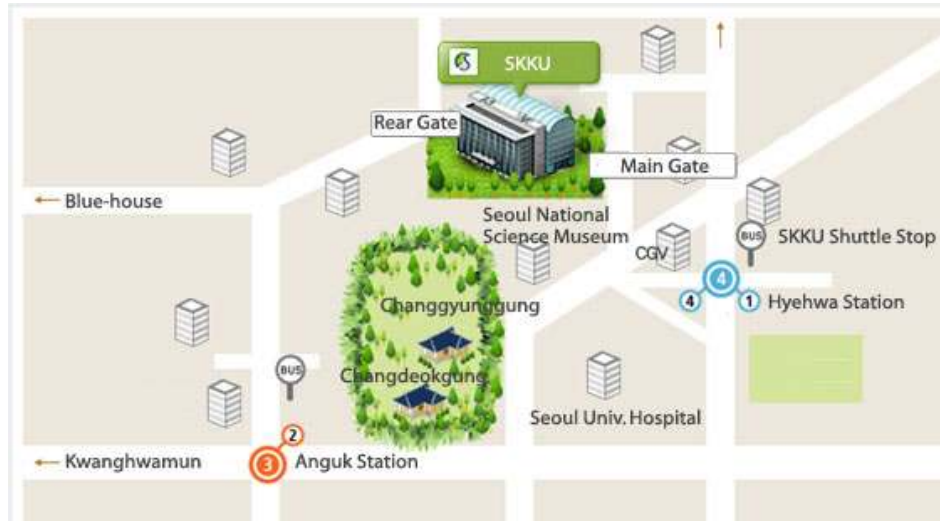 SKKU
Rear Gate
Main Gate
← Blue-house
Seoul National
Science Museum
CGV
BUS
SKKU Shuttle Stop
4
4
1
Hyehwa Station
Changgyunggung
Changdeokgung
BUS
Seoul Univ. Hospital
2
← Kwanghwamun
3
Anguk Station